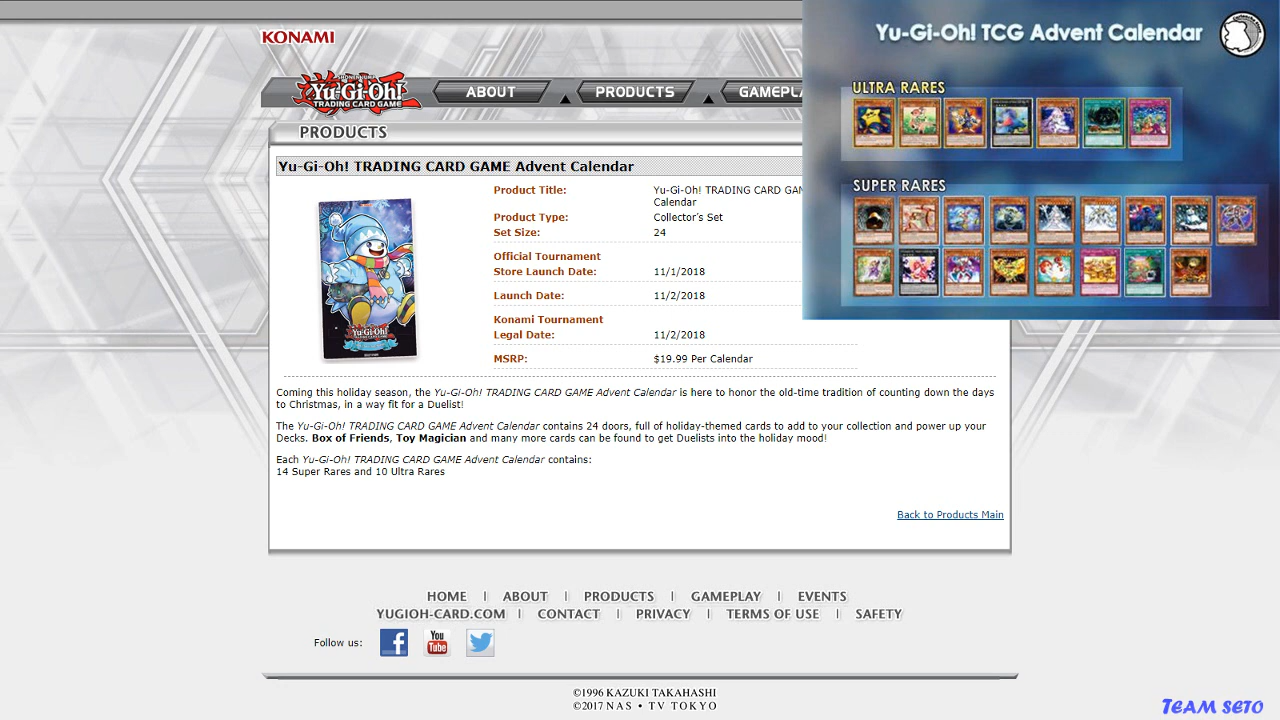 KONAMI
Yu-Gi-Oh! TCG Advent Calendar
SHONEN JUMP
Yu-Gi-Oh!
TRADING CARD GAME
ABOUT
PRODUCTS
PRODUCTS
ULTRA RARES
SUPER RARES
Yu-Gi-Oh! TRADING CARD GAME Advent Calendar
Product Title: Yu-Gi-Oh! TRADING CARD
Calendar
Product Type: Collector's Set
Set Size: 24
Official Tournament
Store Launch Date: 11/1/2018
Launch Date: 11/2/2018
Konami Tournament
Legal Date: 11/2/2018
MSRP: $19.99 Per Calendar
Yu-Gi-Oh!
Coming this holiday season, the Yu-Gi-Oh! TRADING CARD GAME Advent Calendar is here to honor the old-time tradition of counting down the days
to Christmas, in a way fit for a Duelist!
The Yu-Gi-Oh! TRADING CARD GAME Advent Calendar contains 24 doors, full of holiday-themed cards to add to your collection and power up your
Decks. Box of Friends, Toy Magician and many more cards can be found to get Duelists into the holiday mood!
Each Yu-Gi-Oh! TRADING CARD GAME Advent Calendar contains:
14 Super Rares and 10 Ultra Rares
Back to Products Main
HOME | ABOUT | PRODUCTS | GAMEPLAY | EVENTS
YUGIOH-CARD.COM | CONTACT | PRIVACY | TERMS OF USE | SAFETY
Follow us:
You
Tube
©1996 KAZUKI TAKAHASHI
©2017 NAS • TV TOKYO
TEAM SETO